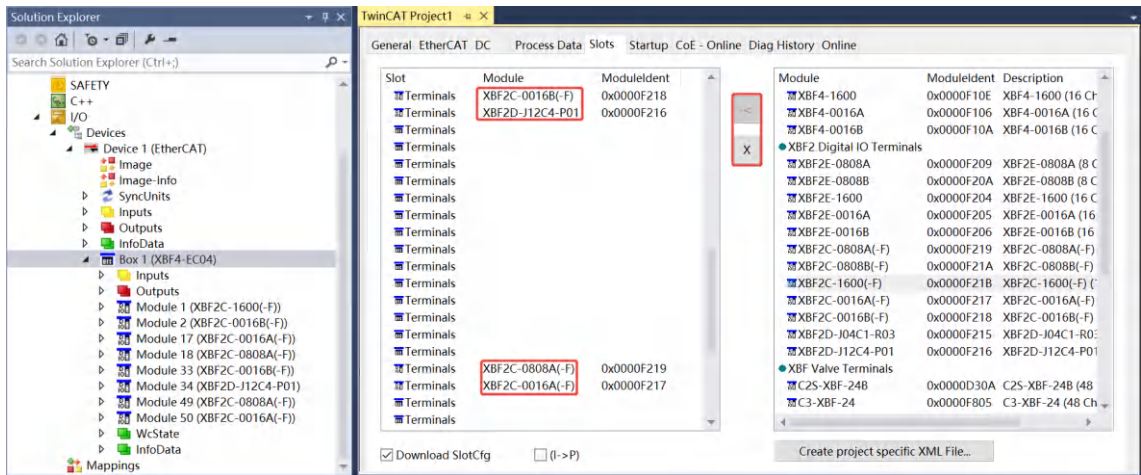 Solution Explorer
Search Solution Explorer (Ctrl+;)
SAFETY
C++
I/O
Devices
Device 1 (EtherCAT)
Image
Image-Info
SyncUnits
Inputs
Outputs
InfoData
Box 1 (XBF4-EC04)
Inputs
Outputs
Module 1 (XBF2C-1600(-F))
Module 2 (XBF2C-0016B(-F))
Module 17 (XBF2C-0016A(-F))
Module 18 (XBF2C-0808A(-F))
Module 33 (XBF2C-0016B(-F))
Module 34 (XBF2D-J12C4-P01)
Module 49 (XBF2C-0808A(-F))
Module 50 (XBF2C-0016A(-F))
WcState
InfoData
Mappings
TwinCAT Project1
General EtherCAT DC Process Data Slots Startup CoE - Online Diag History Online
Slot Module ModuleIdent
Terminals XBF2C-0016B(-F) 0x0000F218
Terminals XBF2D-J12C4-P01 0x0000F216
Terminals
Terminals
Terminals
Terminals
Terminals
Terminals
Terminals
Terminals
Terminals
Terminals
Terminals
Terminals
Terminals
Terminals
Terminals XBF2C-0808A(-F) 0x0000F219
Terminals XBF2C-0016A(-F) 0x0000F217
Terminals
Terminals
<
X
Module ModuleIdent Description
XBF4-1600 0x0000F10E XBF4-1600 (16 Ch
XBF4-0016A 0x0000F106 XBF4-0016A (16 C
XBF4-0016B 0x0000F10A XBF4-0016B (16 C
XBF2 Digital IO Terminals
XBF2E-0808A 0x0000F209 XBF2E-0808A (8 C
XBF2E-0808B 0x0000F20A XBF2E-0808B (8 C
XBF2E-1600 0x0000F204 XBF2E-1600 (16 C
XBF2E-0016A 0x0000F205 XBF2E-0016A (16
XBF2E-0016B 0x0000F206 XBF2E-0016B (16
XBF2C-0808A(-F) 0x0000F219 XBF2C-0808A(-F)
XBF2C-0808B(-F) 0x0000F21A XBF2C-0808B(-F)
XBF2C-1600(-F) 0x0000F21B XBF2C-1600(-F) (
XBF2C-0016A(-F) 0x0000F217 XBF2C-0016A(-F)
XBF2C-0016B(-F) 0x0000F218 XBF2C-0016B(-F)
XBF2D-J04C1-R03 0x0000F215 XBF2D-J04C1-R03
XBF2D-J12C4-P01 0x0000F216 XBF2D-J12C4-P01
XBF Valve Terminals
C2S-XBF-24B 0x0000D30A C2S-XBF-24B (48
C3-XBF-24 0x0000F805 C3-XBF-24 (48 Ch
Download SlotCfg (I->P)
Create project specific XML File...